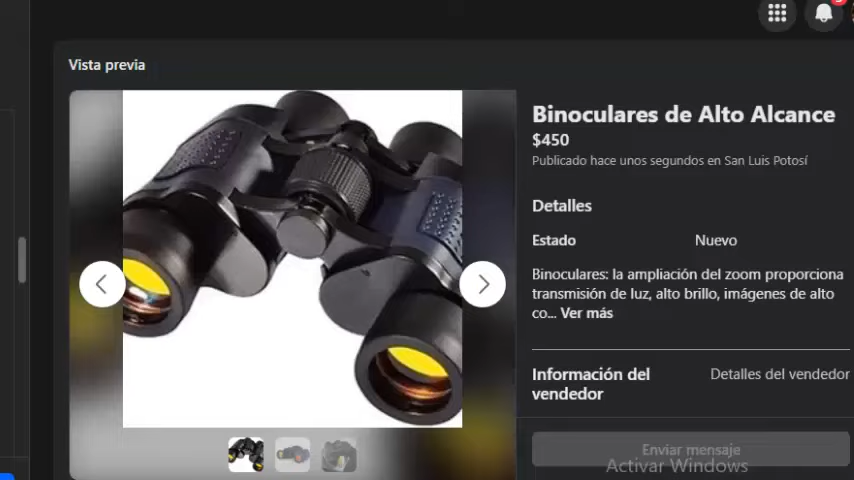 Vista previa
Binoculares de Alto Alcance
$450
Publicado hace unos segundos en San Luis Potosí
Detalles
Estado Nuevo
Binoculares: la ampliación del zoom proporciona
transmisión de luz, alto brillo, imágenes de alto
co... Ver más
Información del
vendedor
Detalles del vendedor
Enviar mensaje
Activar Windows